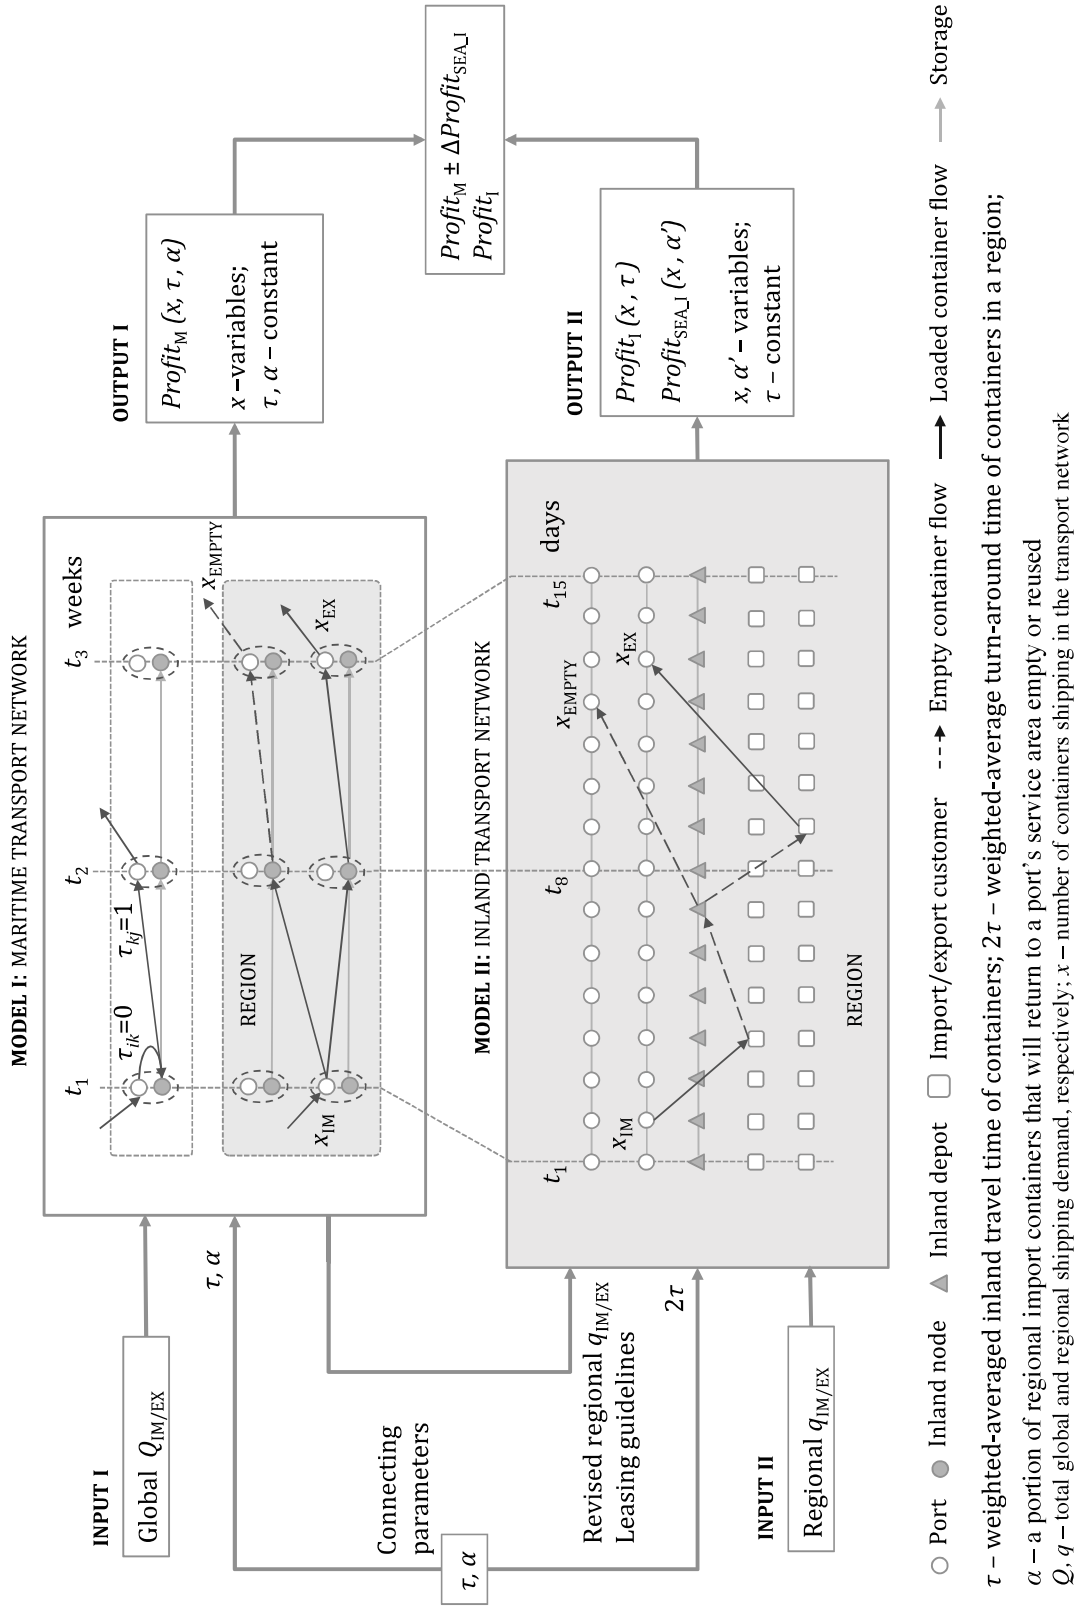 INPUT I
Global Q_IM/EX
Connecting
parameters
τ, α
τ, α
Revised regional q_IM/EX
Leasing guidelines
2τ
INPUT II
Regional q_IM/EX
MODEL I: MARITIME TRANSPORT NETWORK
t_1
t_2
t_3
weeks
τ_ik=0
τ_kj=1
REGION
x_IM
x_EMPTY
x_EX
MODEL II: INLAND TRANSPORT NETWORK
t_1
t_8
t_15
days
x_IM
x_EMPTY
x_EX
REGION
OUTPUT I
Profit_M (x, τ, α)
x – variables;
τ, α – constant
OUTPUT II
Profit_I (x, τ)
Profit_SEA_I (x, α′)
x, α′ – variables;
τ – constant
Profit_M ± ΔProfit_SEA_I
Profit_I
Port
Inland node
Inland depot
Import/export customer
Empty container flow
Loaded container flow
Storage
τ – weighted-averaged inland travel time of containers; 2τ – weighted-average turn-around time of containers in a region;
α – a portion of regional import containers that will return to a port's service area empty or reused
Q, q – total global and regional shipping demand, respectively; x – number of containers shipping in the transport network